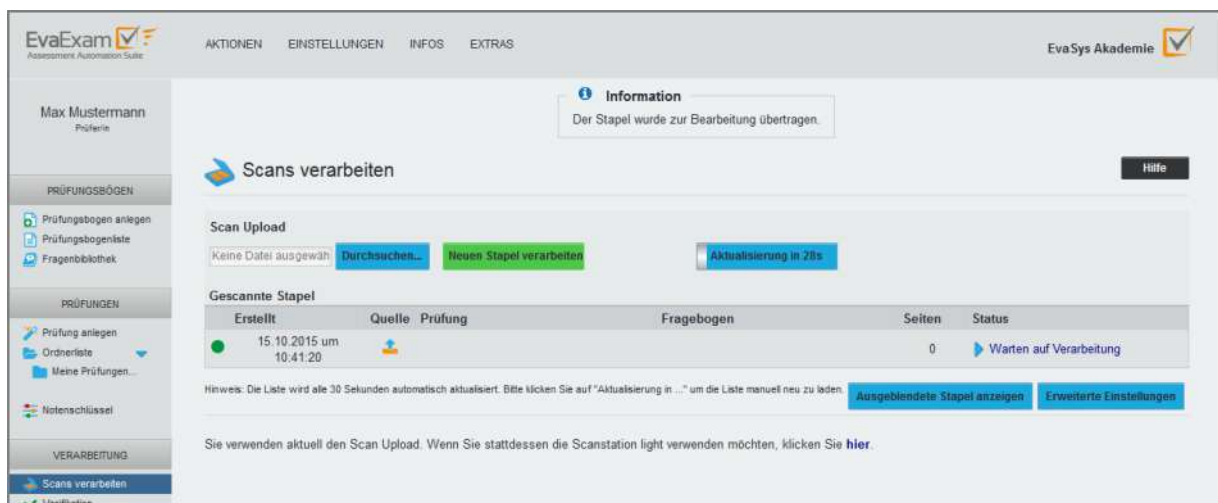 EvaExam
Assessment Automation Suite
AKTIONEN EINSTELLUNGEN INFOS EXTRAS
EvaSys Akademie
Max Mustermann
Prüfer/in
Information
Der Stapel wurde zur Bearbeitung übertragen.
Scans verarbeiten
Hilfe
PRÜFUNGSBÖGEN
Prüfungsbogen anlegen
Prüfungsbogenliste
Fragenbibliothek
PRÜFUNGEN
Prüfung anlegen
Ordnerliste
Meine Prüfungen...
Notenschlüssel
VERARBEITUNG
Scans verarbeiten
Verifikation
Scan Upload
Keine Datei ausgewäh Durchsuchen... Neuen Stapel verarbeiten Aktualisierung in 28s
Gescannte Stapel
Erstellt Quelle Prüfung Fragebogen Seiten Status
15.10.2015 um
10:41:20
0 Warten auf Verarbeitung
Hinweis: Die Liste wird alle 30 Sekunden automatisch aktualisiert. Bitte klicken Sie auf "Aktualisierung in ..." um die Liste manuell neu zu laden.
Ausgeblendete Stapel anzeigen Erweiterte Einstellungen
Sie verwenden aktuell den Scan Upload. Wenn Sie stattdessen die Scanstation light verwenden möchten, klicken Sie hier.